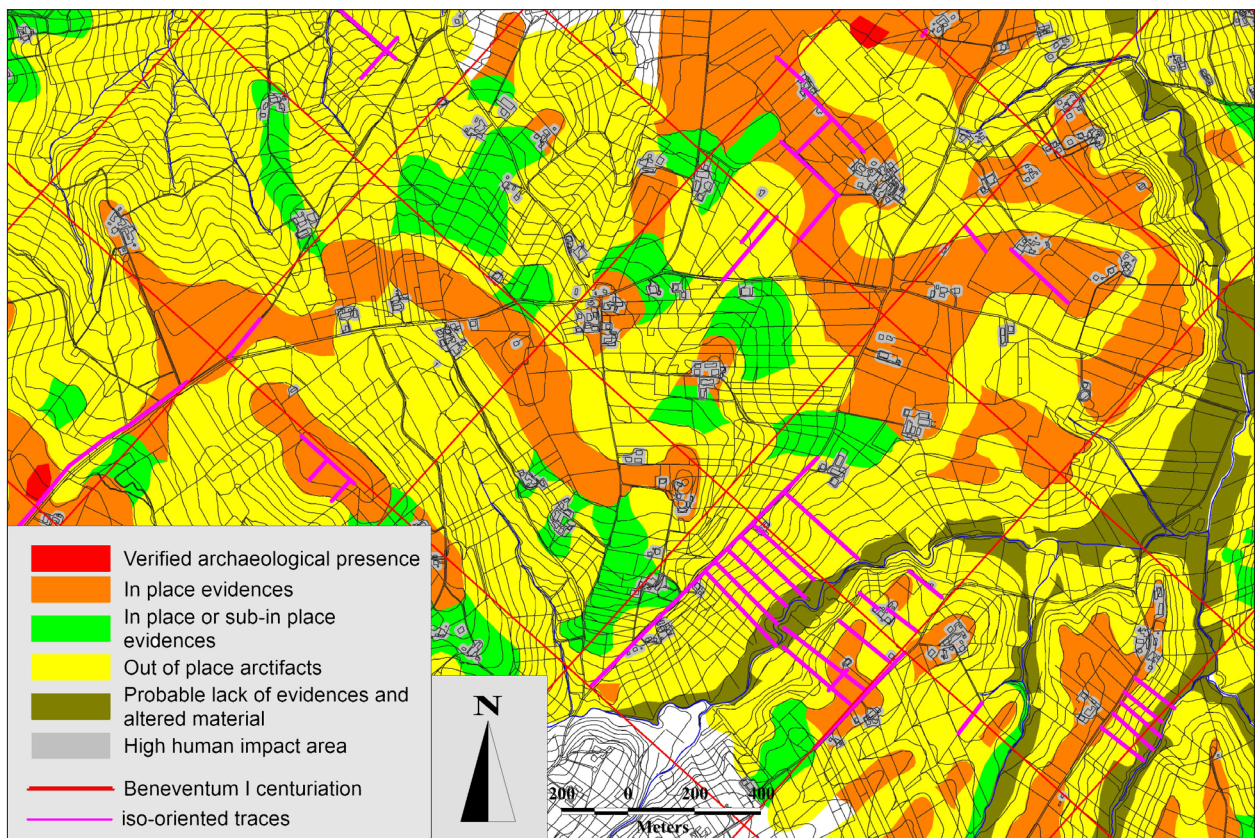 Verified archaeological presence
In place evidences
In place or sub-in place
evidences
Out of place arctifacts
Probable lack of evidences and
altered material
High human impact area
Beneventum I centuriation
iso-oriented traces
N
200 0 200 400
Meters